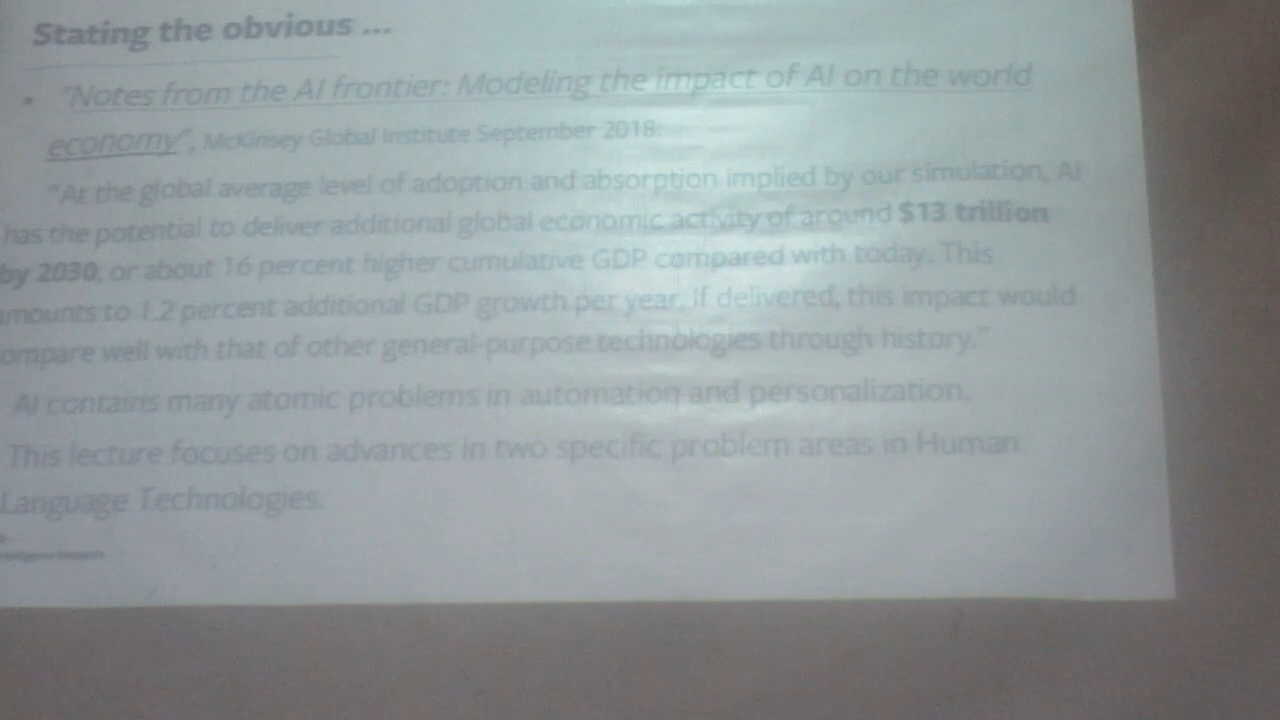 Stating the obvious ...
• "Notes from the AI frontier: Modeling the impact of AI on the world
economy", McKinsey Global Institute September 2018:
"At the global average level of adoption and absorption implied by our simulation, AI
has the potential to deliver additional global economic activity of around $13 trillion
by 2030, or about 16 percent higher cumulative GDP compared with today. This
amounts to 1.2 percent additional GDP growth per year. If delivered, this impact would
ompare well with that of other general-purpose technologies through history."
AI contains many atomic problems in automation and personalization.
This lecture focuses on advances in two specific problem areas in Human
Language Technologies.